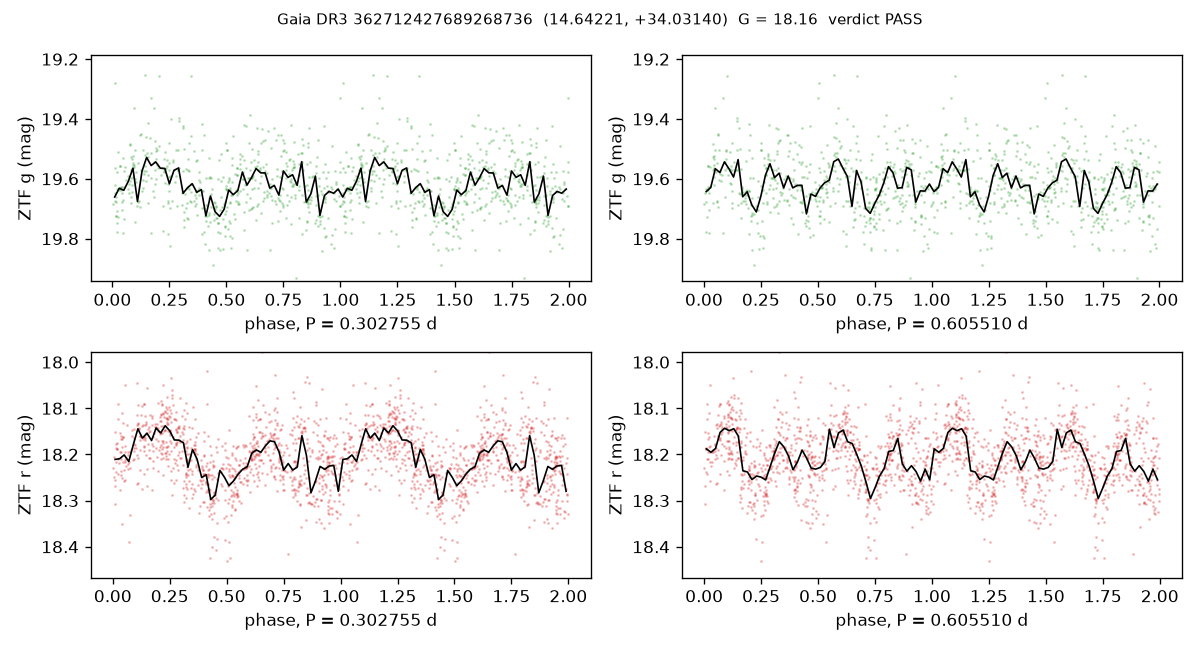 Gaia DR3 362712427689268736  (14.64221, +34.03140)  G = 18.16  verdict PASS
ZTF g (mag)
19.2
19.4
19.6
19.8
0.00 0.25 0.50 0.75 1.00 1.25 1.50 1.75 2.00
phase, P = 0.302755 d
ZTF g (mag)
19.2
19.4
19.6
19.8
0.00 0.25 0.50 0.75 1.00 1.25 1.50 1.75 2.00
phase, P = 0.605510 d
ZTF r (mag)
18.0
18.1
18.2
18.3
18.4
0.00 0.25 0.50 0.75 1.00 1.25 1.50 1.75 2.00
phase, P = 0.302755 d
ZTF r (mag)
18.0
18.1
18.2
18.3
18.4
0.00 0.25 0.50 0.75 1.00 1.25 1.50 1.75 2.00
phase, P = 0.605510 d